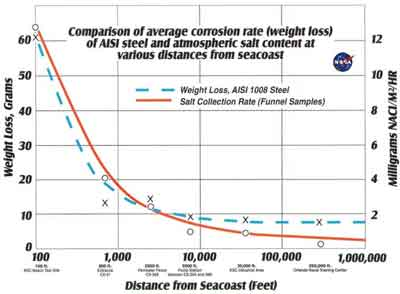 Comparison of average corrosion rate (weight loss)
of AISI steel and atmospheric salt content at
various distances from seacoast
NASA
Weight Loss, AISI 1008 Steel
Salt Collection Rate (Funnel Samples)
Weight Loss, Grams
60
50
40
30
20
10
0
Milligrams NACl/M²/HR
12
10
8
6
4
2
100
1,000
10,000
100,000
1,000,000
Distance from Seacoast (Feet)